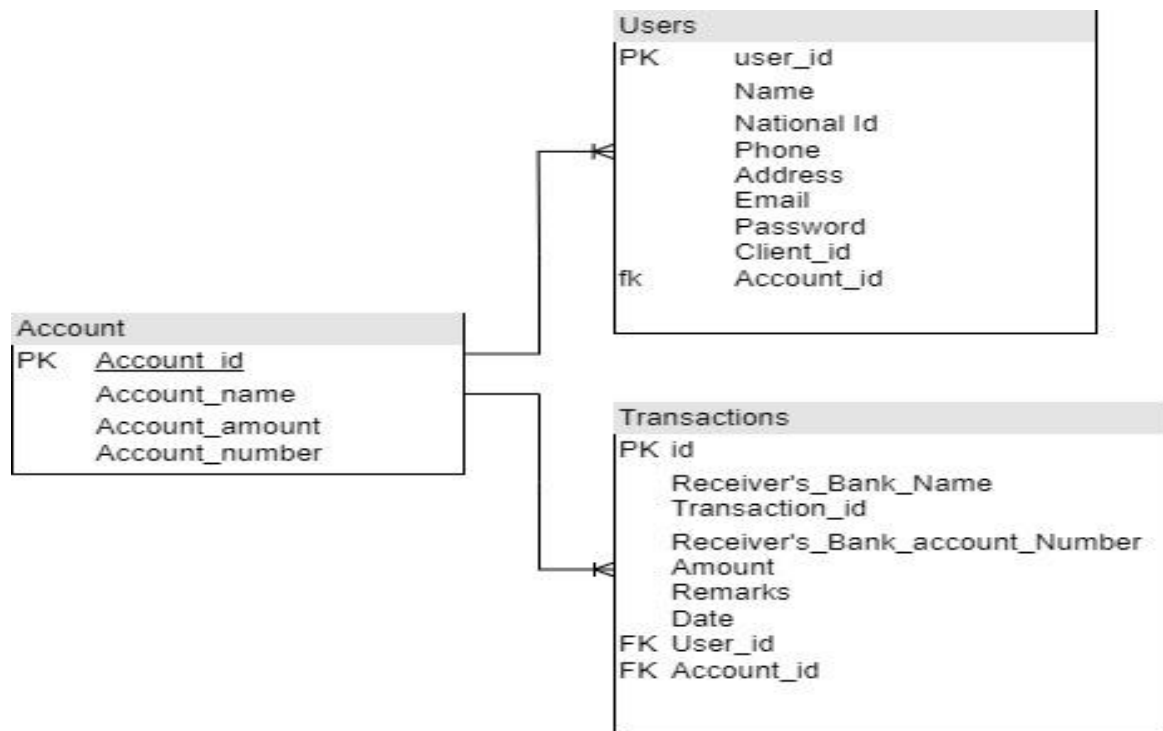 Users
PK user_id
Name
National Id
Phone
Address
Email
Password
Client_id
fk Account_id
Account
PK Account_id
Account_name
Account_amount
Account_number
Transactions
PK id
Receiver's_Bank_Name
Transaction_id
Receiver's_Bank_account_Number
Amount
Remarks
Date
FK User_id
FK Account_id